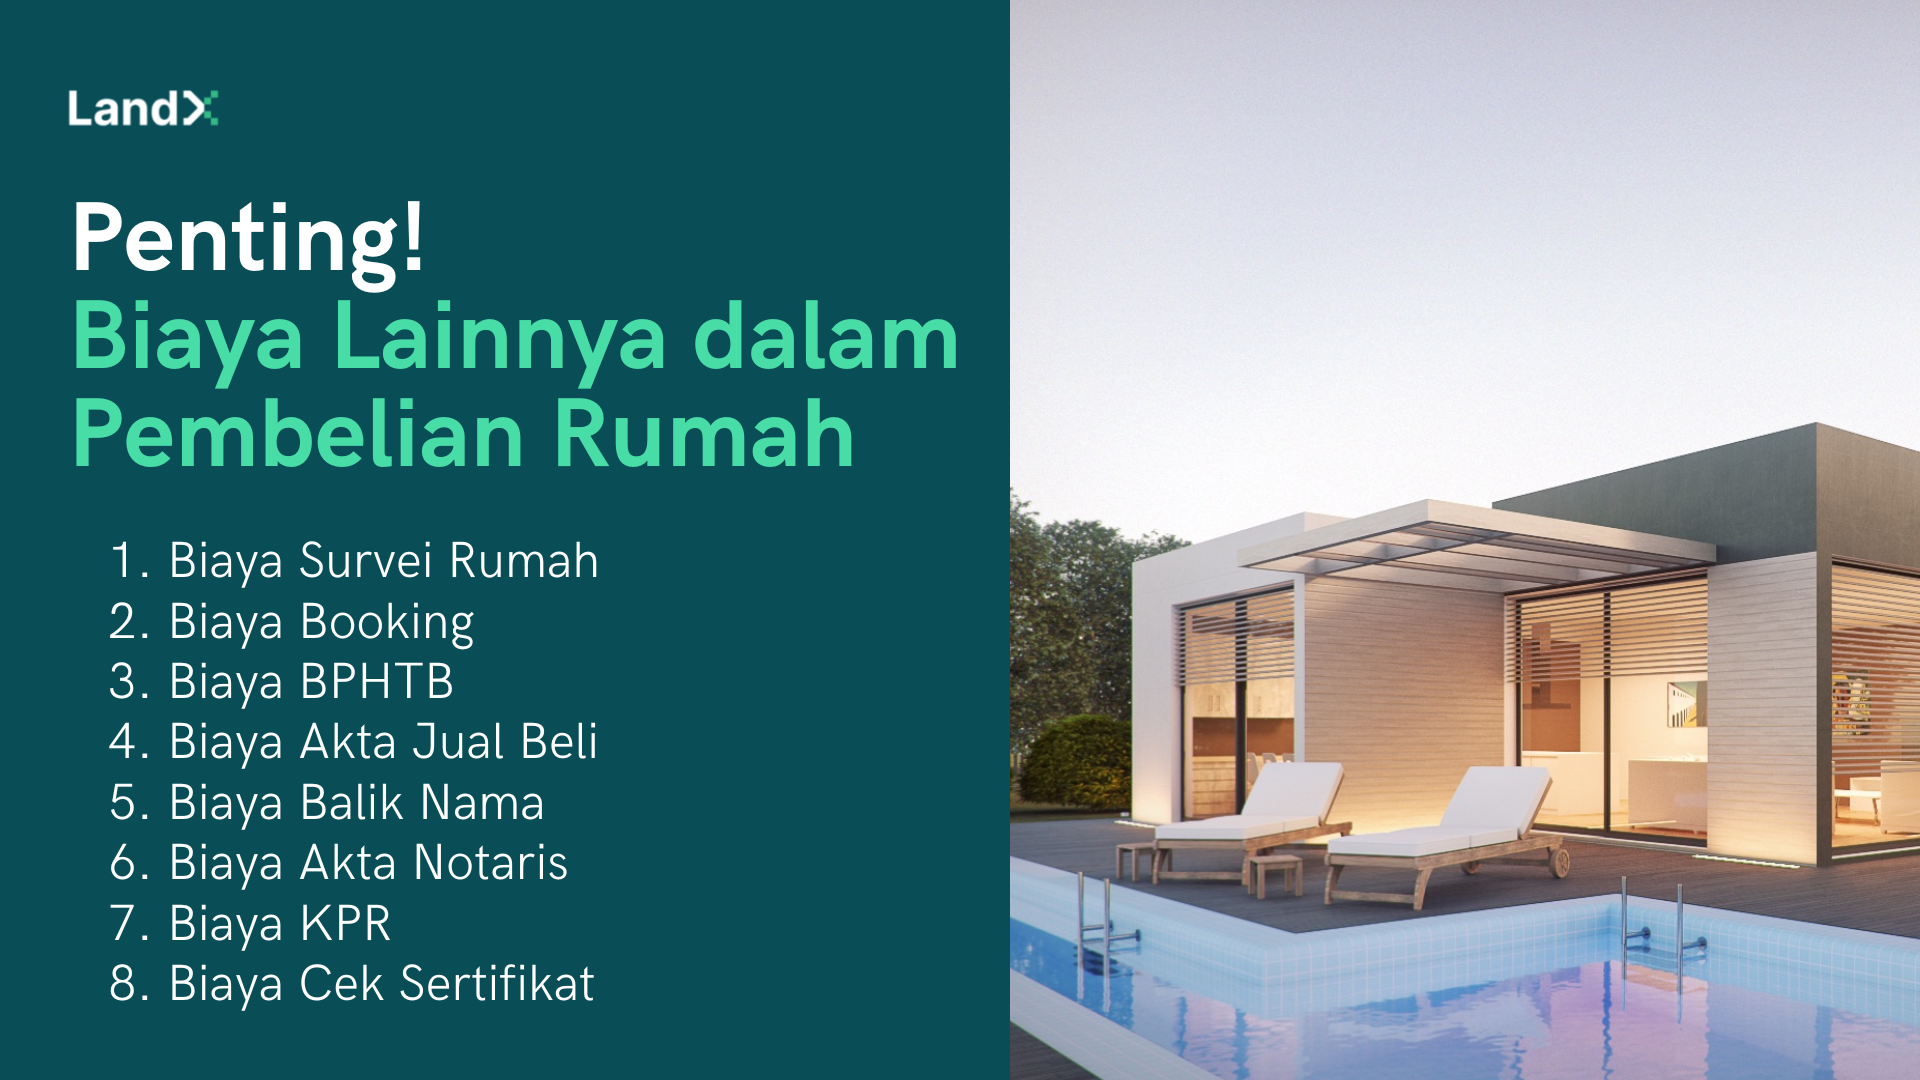 LandX
Penting!
Biaya Lainnya dalam
Pembelian Rumah
1. Biaya Survei Rumah
2. Biaya Booking
3. Biaya BPHTB
4. Biaya Akta Jual Beli
5. Biaya Balik Nama
6. Biaya Akta Notaris
7. Biaya KPR
8. Biaya Cek Sertifikat